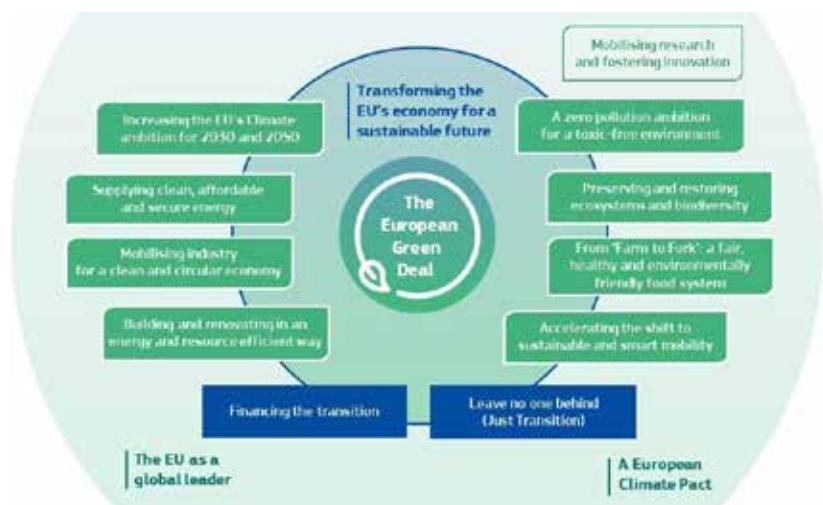 Mobilising research
and fostering innovation
Transforming the
EU's economy for a
sustainable future
Increasing the EU's Climate
ambition for 2030 and 2050
A zero pollution ambition
for a toxic-free environment
Supplying clean, affordable
and secure energy
Preserving and restoring
ecosystems and biodiversity
The
European
Green
Deal
Mobilising industry
for a clean and circular economy
From 'Farm to Fork': a fair,
healthy and environmentally
friendly food system
Building and renovating in an
energy and resource efficient way
Accelerating the shift to
sustainable and smart mobility
Financing the transition
Leave no one behind
(Just Transition)
The EU as a
global leader
A European
Climate Pact